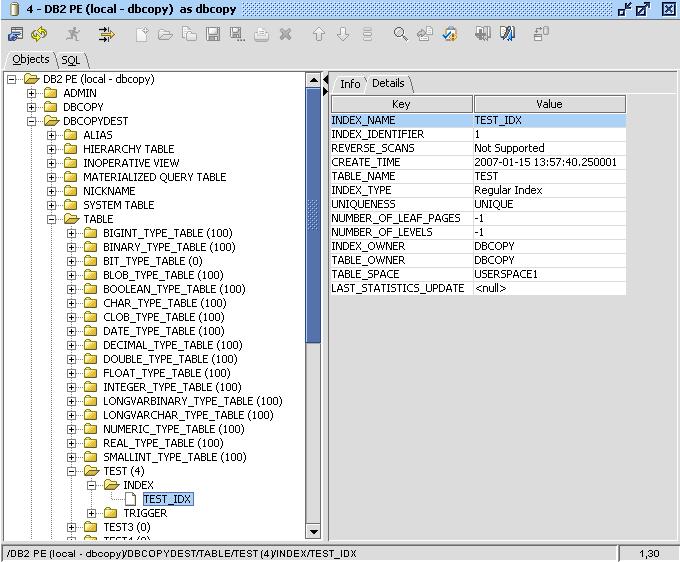 4 - DB2 PE (local - dbcopy) as dbcopy
Objects SQL
DB2 PE (local - dbcopy)
ADMIN
DBCOPY
DBCOPYDEST
ALIAS
HIERARCHY TABLE
INOPERATIVE VIEW
MATERIALIZED QUERY TABLE
NICKNAME
SYSTEM TABLE
TABLE
BIGINT_TYPE_TABLE (100)
BINARY_TYPE_TABLE (100)
BIT_TYPE_TABLE (0)
BLOB_TYPE_TABLE (100)
BOOLEAN_TYPE_TABLE (100)
CHAR_TYPE_TABLE (100)
CLOB_TYPE_TABLE (100)
DATE_TYPE_TABLE (100)
DECIMAL_TYPE_TABLE (100)
DOUBLE_TYPE_TABLE (100)
FLOAT_TYPE_TABLE (100)
INTEGER_TYPE_TABLE (100)
LONGVARBINARY_TYPE_TABLE (100)
LONGVARCHAR_TYPE_TABLE (100)
NUMERIC_TYPE_TABLE (100)
REAL_TYPE_TABLE (100)
SMALLINT_TYPE_TABLE (100)
TEST (4)
INDEX
TEST_IDX
TRIGGER
TEST3 (0)
TEST4 (0)
Info Details
Key Value
INDEX_NAME TEST_IDX
INDEX_IDENTIFIER 1
REVERSE_SCANS Not Supported
CREATE_TIME 2007-01-15 13:57:40.250001
TABLE_NAME TEST
INDEX_TYPE Regular Index
UNIQUENESS UNIQUE
NUMBER_OF_LEAF_PAGES -1
NUMBER_OF_LEVELS -1
INDEX_OWNER DBCOPY
TABLE_OWNER DBCOPY
TABLE_SPACE USERSPACE1
LAST_STATISTICS_UPDATE <null>
/DB2 PE (local - dbcopy)/DBCOPYDEST/TABLE/TEST (4)/INDEX/TEST_IDX 1,30